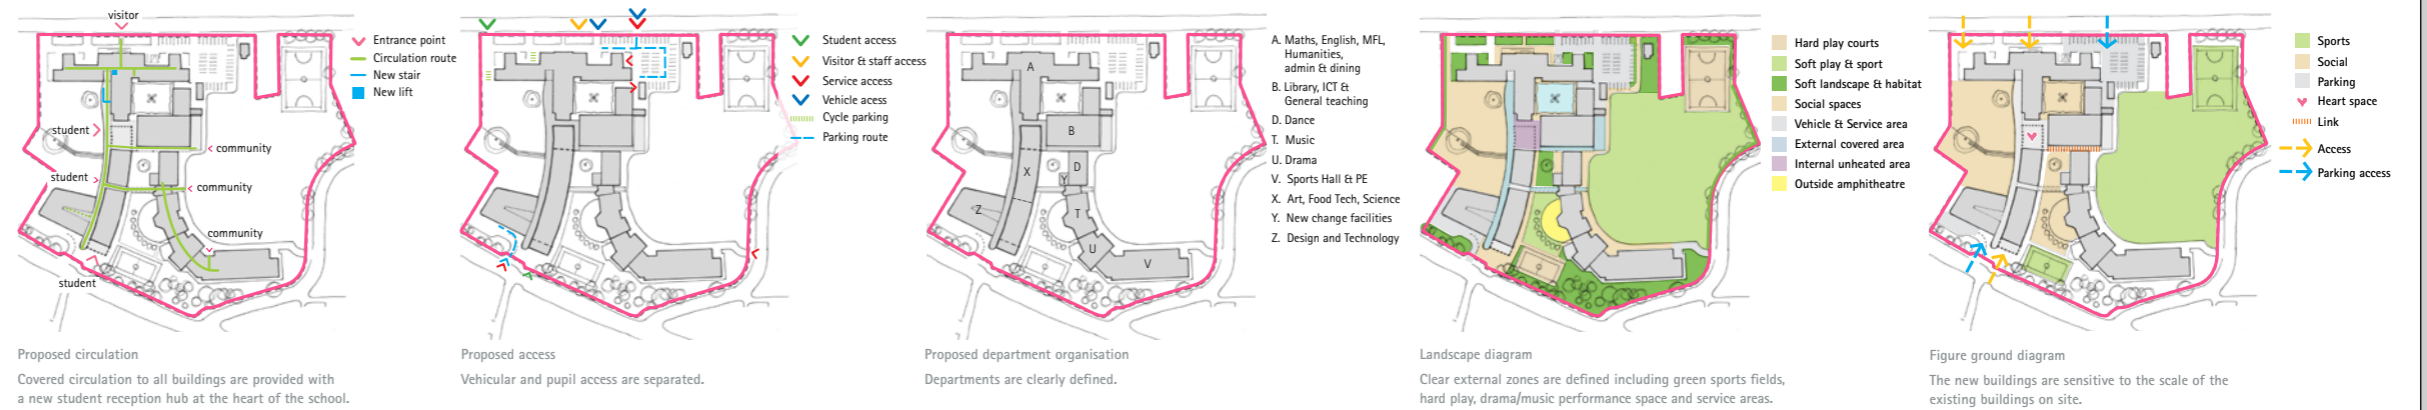 visitor
student
student
student
community
community
community
Entrance point
Circulation route
New stair
New lift
Proposed circulation
Covered circulation to all buildings are provided with
a new student reception hub at the heart of the school.
Student access
Visitor & staff access
Service access
Vehicle acess
Cycle parking
Parking route
Proposed access
Vehicular and pupil access are separated.
A
B
D
Y
X
Z
T
U
V
A. Maths, English, MFL,
Humanities,
admin & dining
B. Library, ICT &
General teaching
D. Dance
T. Music
U. Drama
V. Sports Hall & PE
X. Art, Food Tech, Science
Y. New change facilities
Z. Design and Technology
Proposed department organisation
Departments are clearly defined.
Hard play courts
Soft play & sport
Soft landscape & habitat
Social spaces
Vehicle & Service area
External covered area
Internal unheated area
Outside amphitheatre
Landscape diagram
Clear external zones are defined including green sports fields,
hard play, drama/music performance space and service areas.
Sports
Social
Parking
Heart space
Link
Access
Parking access
Figure ground diagram
The new buildings are sensitive to the scale of the
existing buildings on site.